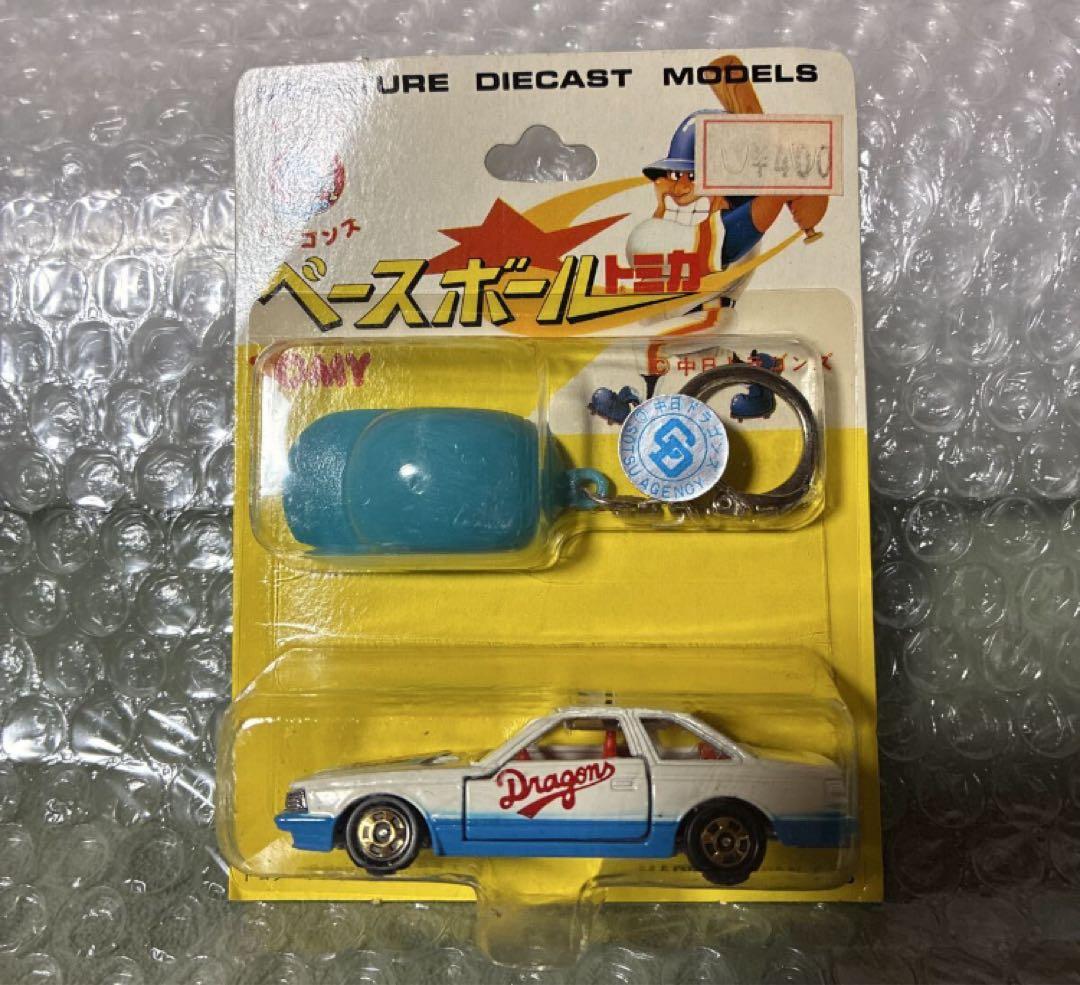 URE DIECAST MODELS
¥400
ゴンズ
ベースボールトミカ
TOMY
© 中日ドラゴンズ
中日ドラゴンズ
AGENCY
Dragons